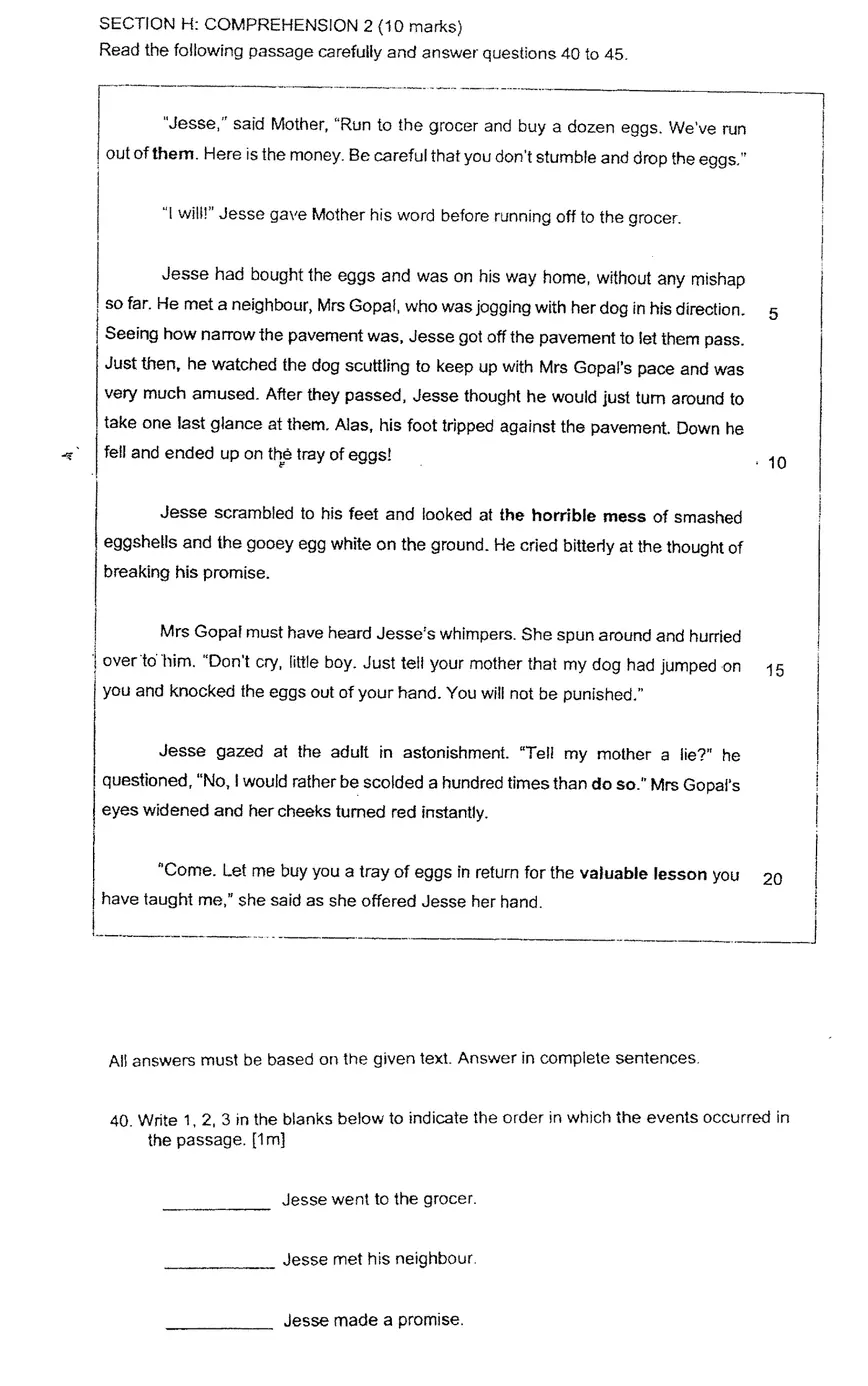 SECTION H: COMPREHENSION 2 (10 marks)
Read the following passage carefully and answer questions 40 to 45.
"Jesse," said Mother, "Run to the grocer and buy a dozen eggs. We've run
out of them. Here is the money. Be careful that you don't stumble and drop the eggs."
"I will!" Jesse gave Mother his word before running off to the grocer.
Jesse had bought the eggs and was on his way home, without any mishap
so far. He met a neighbour, Mrs Gopal, who was jogging with her dog in his direction. 5
Seeing how narrow the pavement was, Jesse got off the pavement to let them pass.
Just then, he watched the dog scuttling to keep up with Mrs Gopal's pace and was
very much amused. After they passed, Jesse thought he would just turn around to
take one last glance at them. Alas, his foot tripped against the pavement. Down he
fell and ended up on the tray of eggs! 10
Jesse scrambled to his feet and looked at the horrible mess of smashed
eggshells and the gooey egg white on the ground. He cried bitterly at the thought of
breaking his promise.
Mrs Gopal must have heard Jesse's whimpers. She spun around and hurried
over to him. "Don't cry, little boy. Just tell your mother that my dog had jumped on 15
you and knocked the eggs out of your hand. You will not be punished."
Jesse gazed at the adult in astonishment. "Tell my mother a lie?" he
questioned, "No, I would rather be scolded a hundred times than do so." Mrs Gopal's
eyes widened and her cheeks turned red instantly.
"Come. Let me buy you a tray of eggs in return for the valuable lesson you 20
have taught me," she said as she offered Jesse her hand.
All answers must be based on the given text. Answer in complete sentences.
40. Write 1, 2, 3 in the blanks below to indicate the order in which the events occurred in
the passage. [1m]
__________ Jesse went to the grocer.
__________ Jesse met his neighbour.
__________ Jesse made a promise.